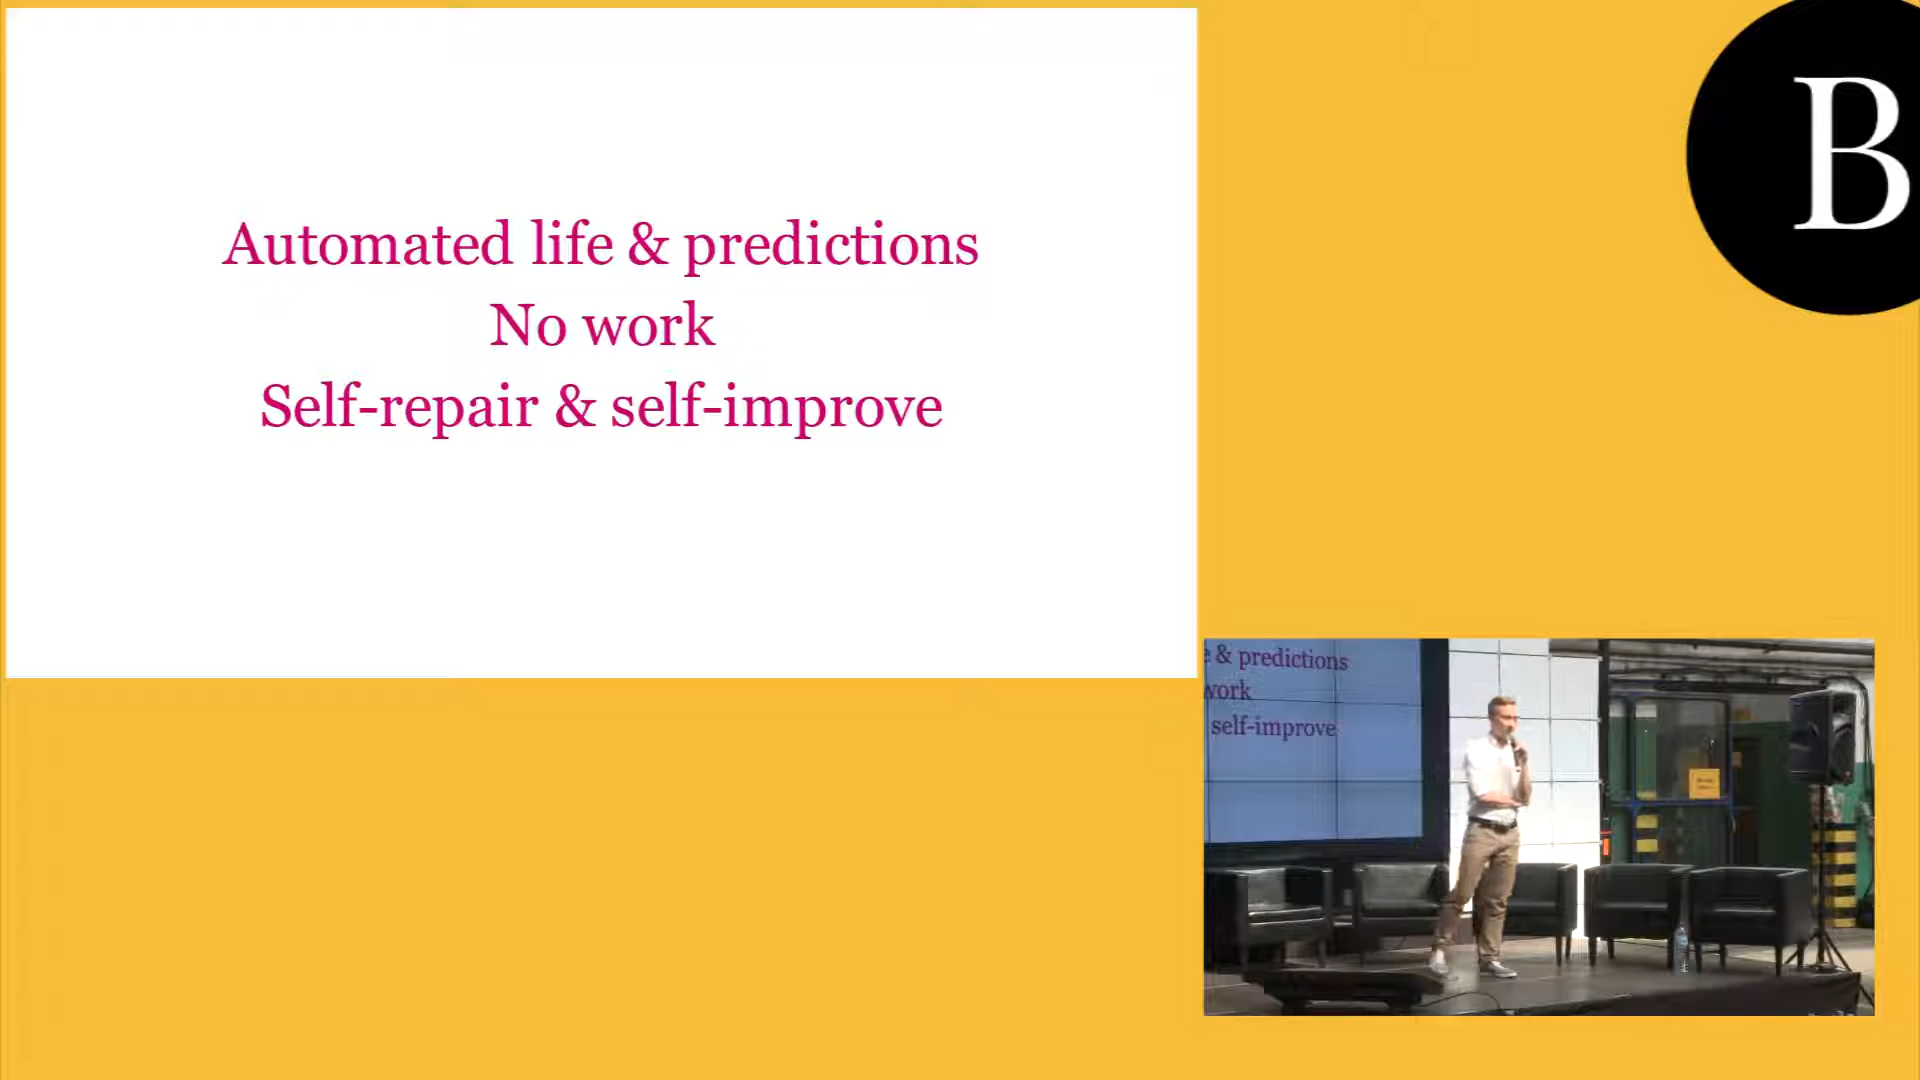 Automated life & predictions
No work
Self-repair & self-improve
B
& predictions
work
self-improve